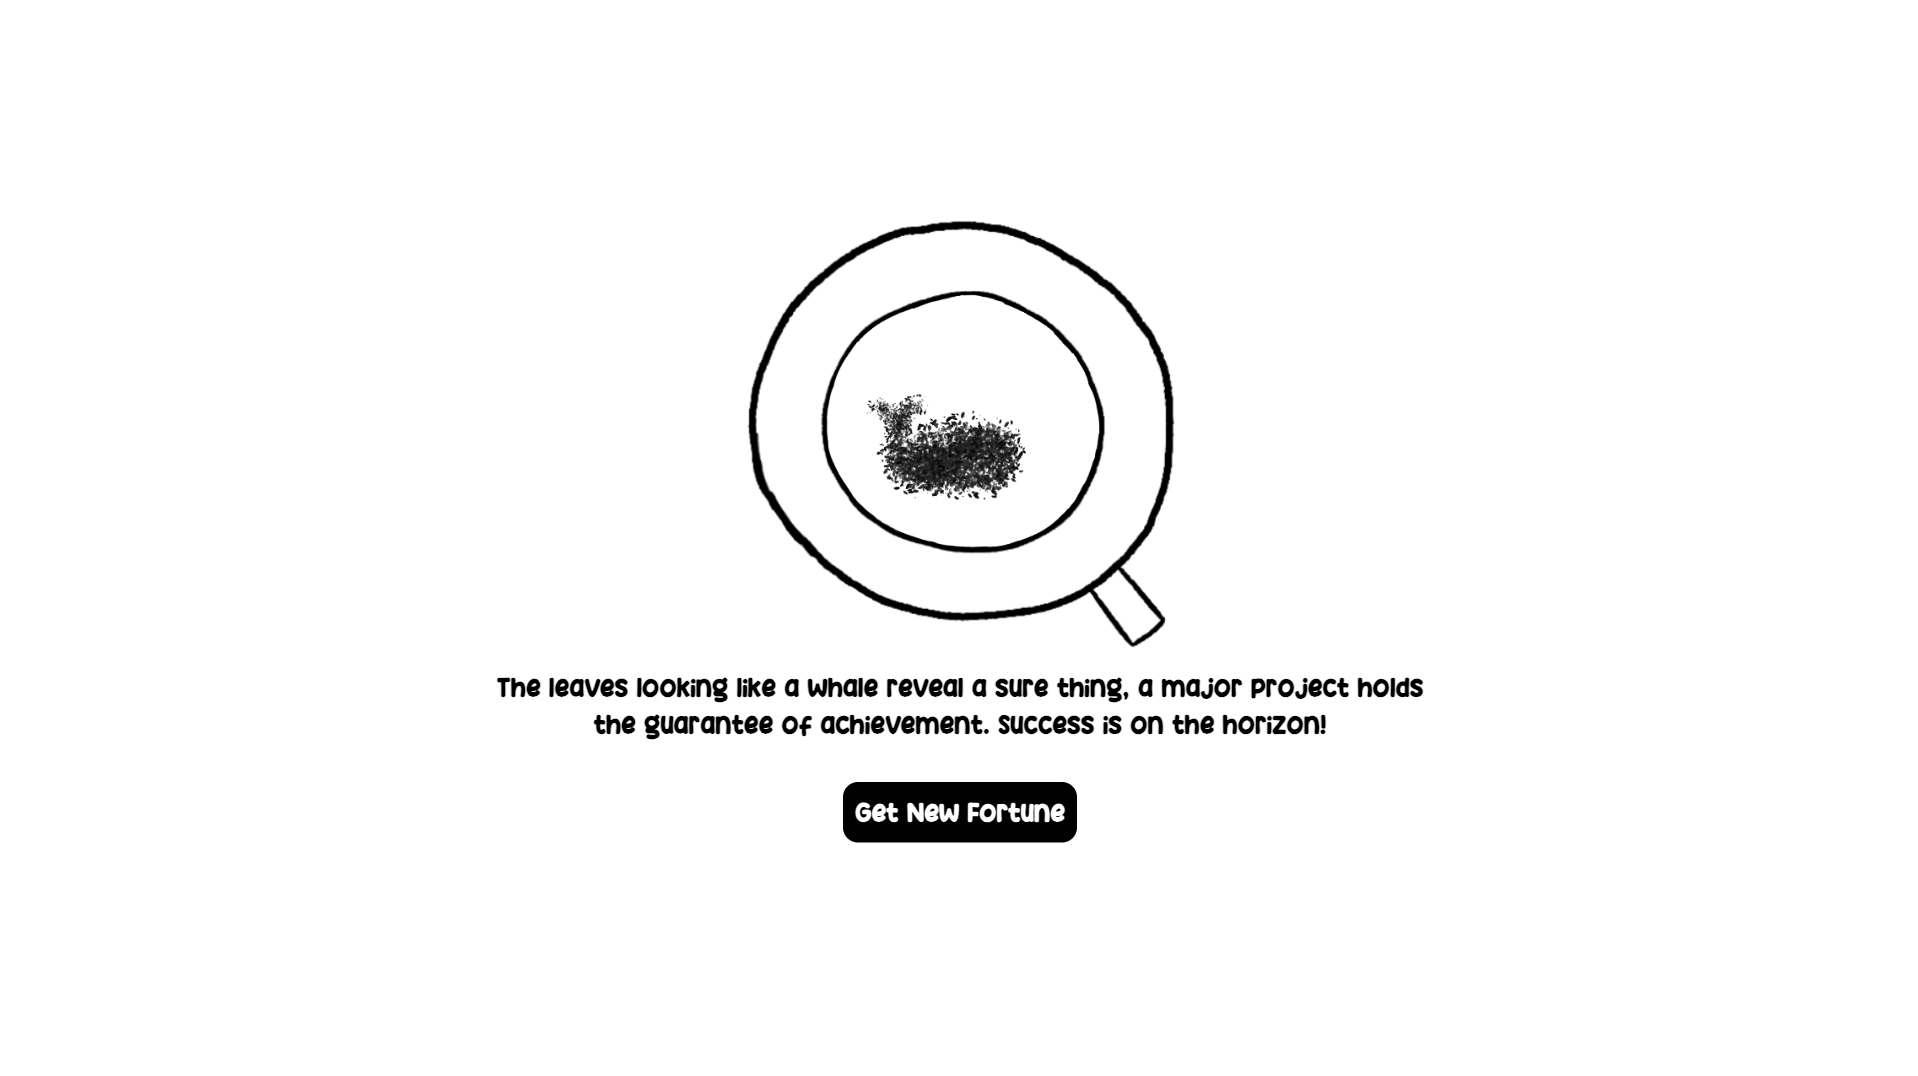 The leaves looking like a whale reveal a sure thing, a major project holds
the guarantee of achievement. Success is on the horizon!
Get New Fortune